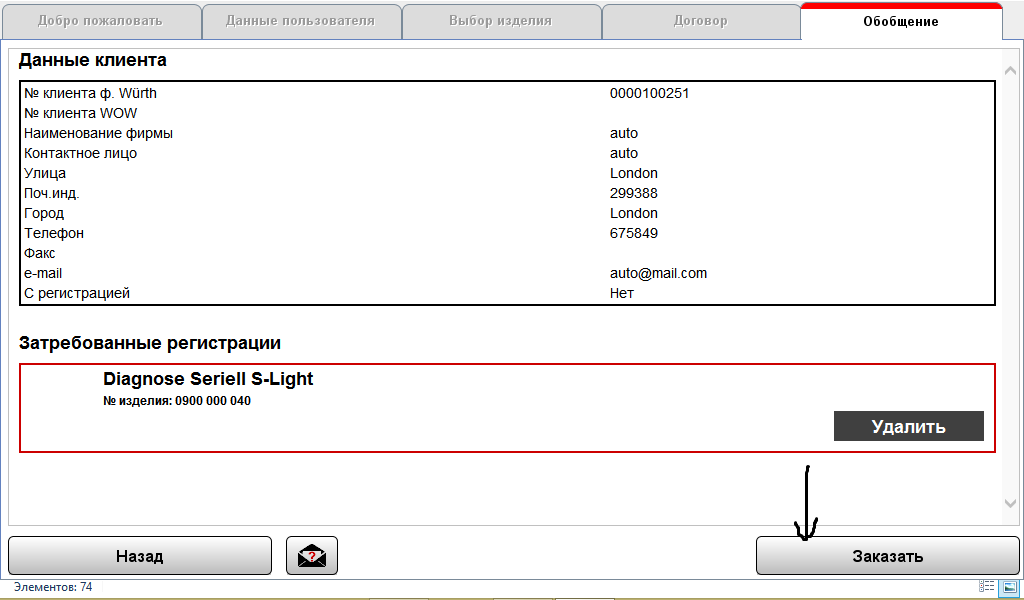 Добро пожаловать
Данные пользователя
Выбор изделия
Договор
Обобщение
Данные клиента
№ клиента ф. Würth 0000100251
№ клиента WOW
Наименование фирмы auto
Контактное лицо auto
Улица London
Поч.инд. 299388
Город London
Телефон 675849
Факс
e-mail auto@mail.com
С регистрацией Нет
Затребованные регистрации
Diagnose Seriell S-Light
№ изделия: 0900 000 040
Удалить
Назад
?
Заказать
Элементов: 74